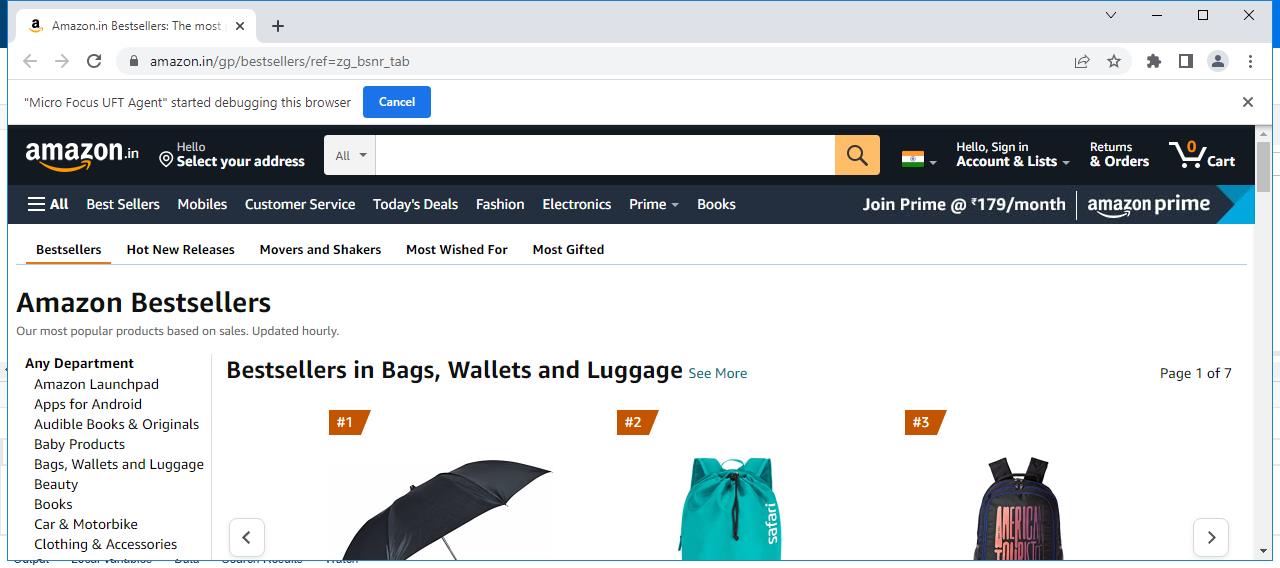 Amazon.in Bestsellers: The most
amazon.in/gp/bestsellers/ref=zg_bsnr_tab
"Micro Focus UFT Agent" started debugging this browser
Cancel
amazon.in
Hello
Select your address
All
Hello, Sign in
Account & Lists
Returns
& Orders
0
Cart
All Best Sellers Mobiles Customer Service Today's Deals Fashion Electronics Prime Books
Join Prime @ ₹179/month
amazon prime
Bestsellers Hot New Releases Movers and Shakers Most Wished For Most Gifted
Amazon Bestsellers
Our most popular products based on sales. Updated hourly.
Any Department
Amazon Launchpad
Apps for Android
Audible Books & Originals
Baby Products
Bags, Wallets and Luggage
Beauty
Books
Car & Motorbike
Clothing & Accessories
Bestsellers in Bags, Wallets and Luggage See More
Page 1 of 7
#1
#2
#3
safari
AMERICAN
TOURISTER